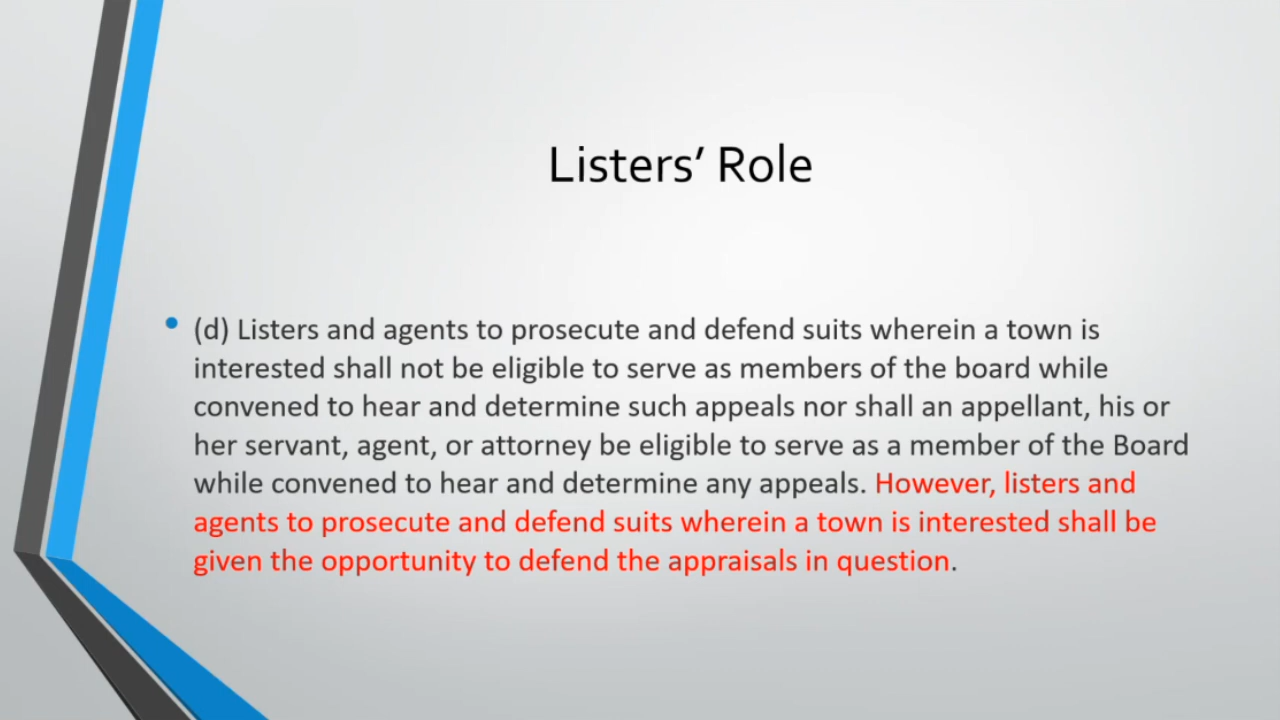 Listers’ Role
• (d) Listers and agents to prosecute and defend suits wherein a town is
interested shall not be eligible to serve as members of the board while
convened to hear and determine such appeals nor shall an appellant, his or
her servant, agent, or attorney be eligible to serve as a member of the Board
while convened to hear and determine any appeals. However, listers and
agents to prosecute and defend suits wherein a town is interested shall be
given the opportunity to defend the appraisals in question.